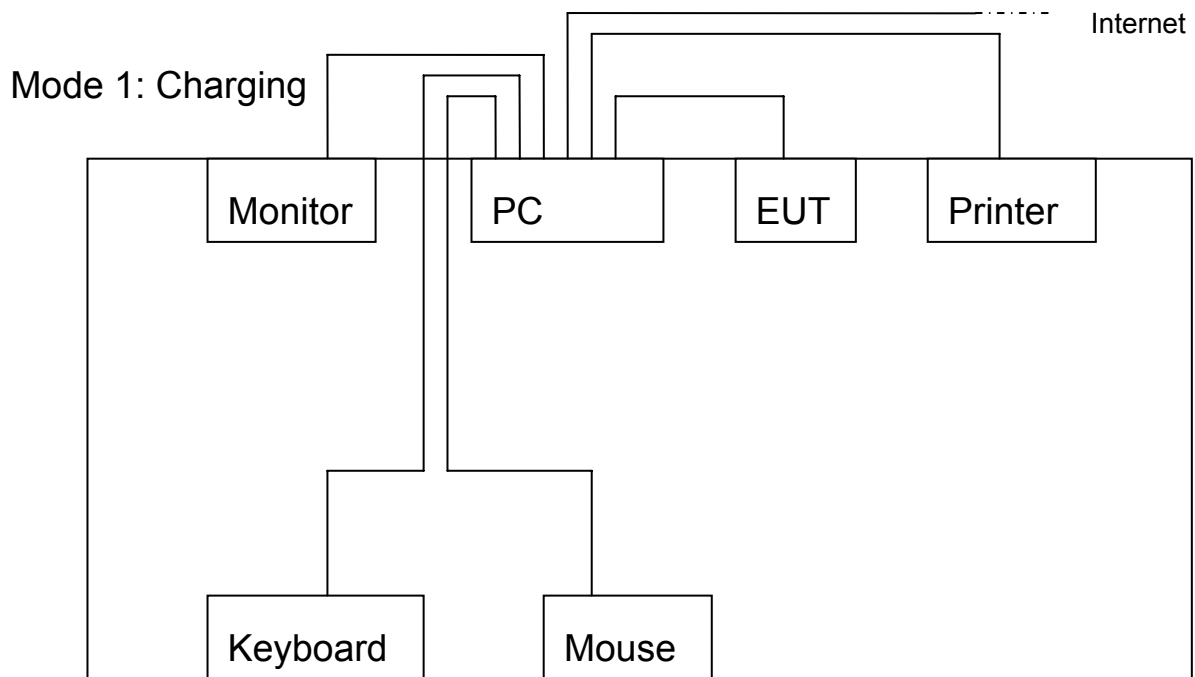 Internet
Mode 1: Charging
Monitor
PC
EUT
Printer
Keyboard
Mouse